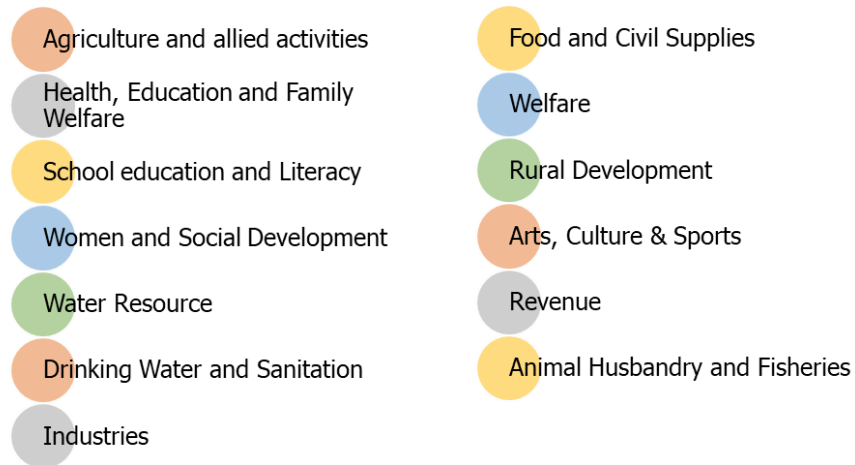 Agriculture and allied activities
Health, Education and Family
Welfare
School education and Literacy
Women and Social Development
Water Resource
Drinking Water and Sanitation
Industries
Food and Civil Supplies
Welfare
Rural Development
Arts, Culture & Sports
Revenue
Animal Husbandry and Fisheries